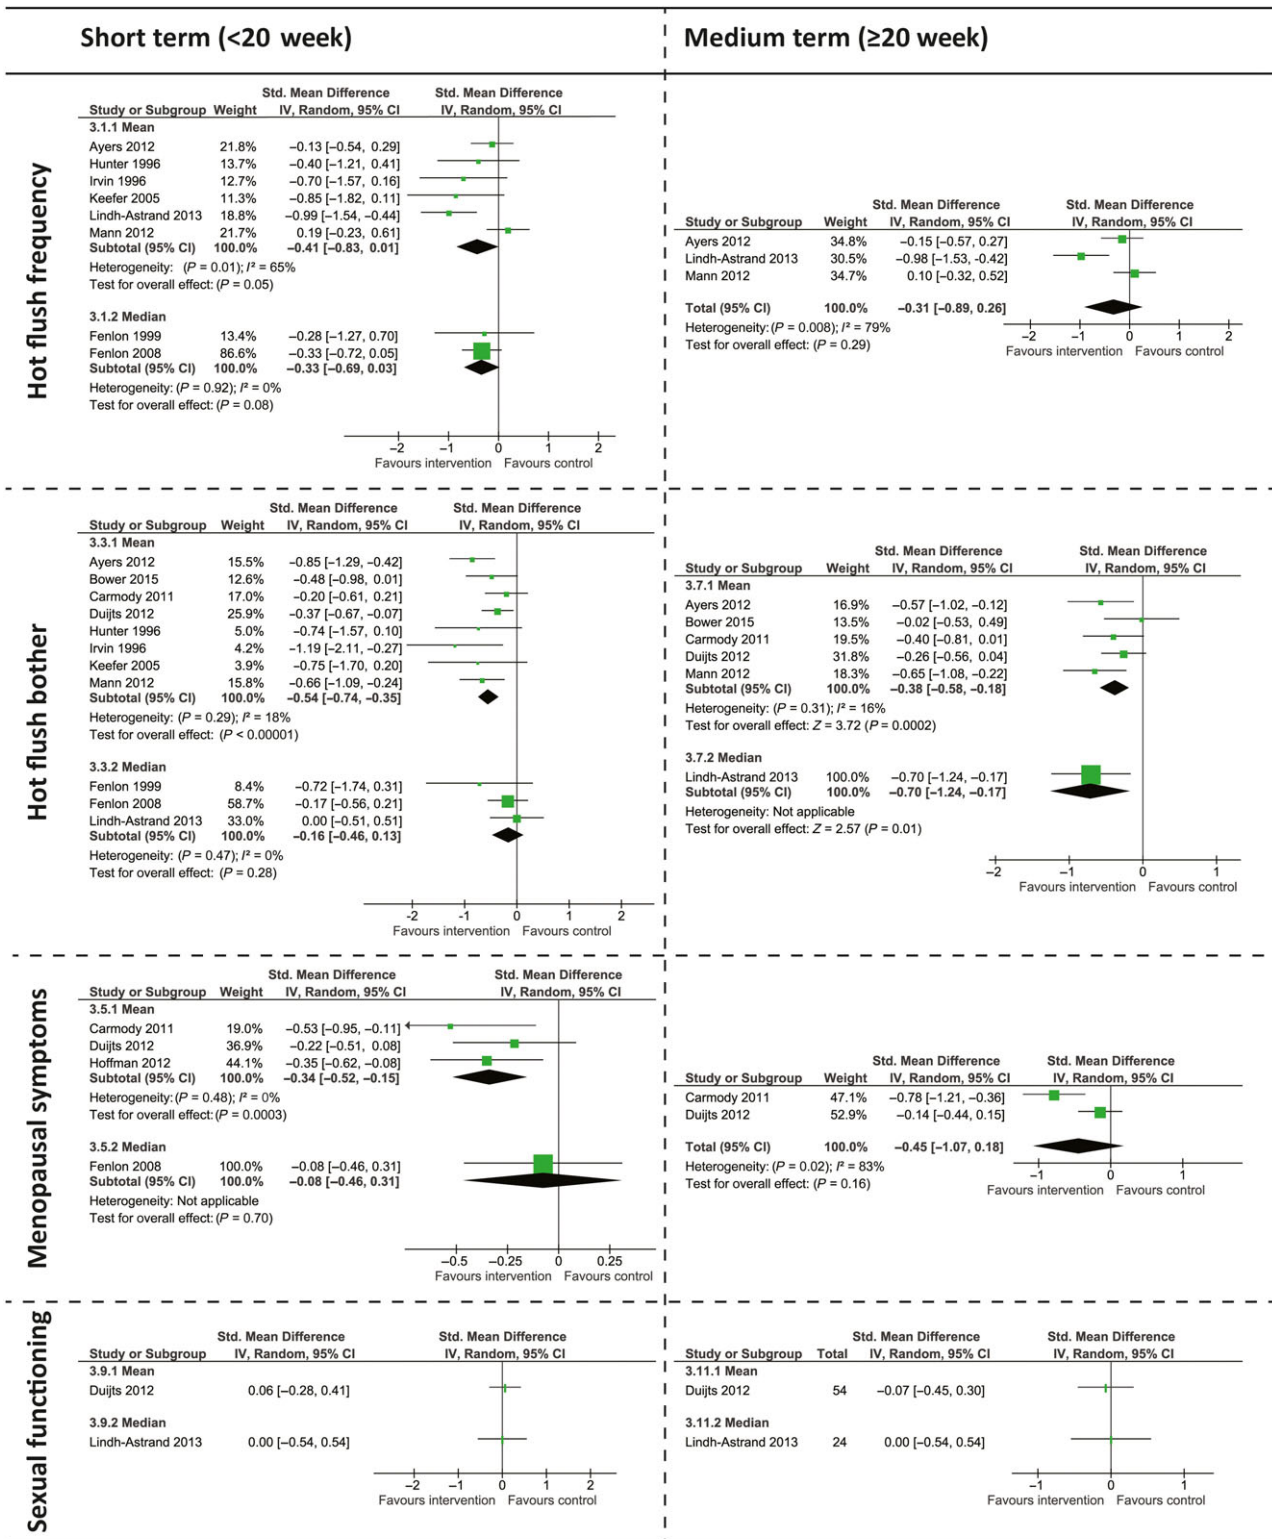 Short term (<20 week)
Medium term (≥20 week)
Hot flush frequency
Std. Mean Difference Std. Mean Difference
Study or Subgroup Weight IV, Random, 95% CI IV, Random, 95% CI
3.1.1 Mean
Ayers 2012 21.8% −0.13 [−0.54, 0.29]
Hunter 1996 13.7% −0.40 [−1.21, 0.41]
Irvin 1996 12.7% −0.70 [−1.57, 0.16]
Keefer 2005 11.3% −0.85 [−1.82, 0.11]
Lindh-Astrand 2013 18.8% −0.99 [−1.54, −0.44]
Mann 2012 21.7% 0.19 [−0.23, 0.61]
Subtotal (95% CI) 100.0% −0.41 [−0.83, 0.01]
Heterogeneity: (P = 0.01); I² = 65%
Test for overall effect: (P = 0.05)
3.1.2 Median
Fenlon 1999 13.4% −0.28 [−1.27, 0.70]
Fenlon 2008 86.6% −0.33 [−0.72, 0.05]
Subtotal (95% CI) 100.0% −0.33 [−0.69, 0.03]
Heterogeneity: (P = 0.92); I² = 0%
Test for overall effect: (P = 0.08)
−2 −1 0 1 2
Favours intervention Favours control
Std. Mean Difference Std. Mean Difference
Study or Subgroup Weight IV, Random, 95% CI IV, Random, 95% CI
Ayers 2012 34.8% −0.15 [−0.57, 0.27]
Lindh-Astrand 2013 30.5% −0.98 [−1.53, −0.42]
Mann 2012 34.7% 0.10 [−0.32, 0.52]
Total (95% CI) 100.0% −0.31 [−0.89, 0.26]
Heterogeneity: (P = 0.008); I² = 79%
Test for overall effect: (P = 0.29)
−2 −1 0 1 2
Favours intervention Favours control
Hot flush bother
Std. Mean Difference Std. Mean Difference
Study or Subgroup Weight IV, Random, 95% CI IV, Random, 95% CI
3.3.1 Mean
Ayers 2012 15.5% −0.85 [−1.29, −0.42]
Bower 2015 12.6% −0.48 [−0.98, 0.01]
Carmody 2011 17.0% −0.20 [−0.61, 0.21]
Duijts 2012 25.9% −0.37 [−0.67, −0.07]
Hunter 1996 5.0% −0.74 [−1.57, 0.10]
Irvin 1996 4.2% −1.19 [−2.11, −0.27]
Keefer 2005 3.9% −0.75 [−1.70, 0.20]
Mann 2012 15.8% −0.66 [−1.09, −0.24]
Subtotal (95% CI) 100.0% −0.54 [−0.74, −0.35]
Heterogeneity: (P = 0.29); I² = 18%
Test for overall effect: (P < 0.00001)
3.3.2 Median
Fenlon 1999 8.4% −0.72 [−1.74, 0.31]
Fenlon 2008 58.7% −0.17 [−0.56, 0.21]
Lindh-Astrand 2013 33.0% 0.00 [−0.51, 0.51]
Subtotal (95% CI) 100.0% −0.16 [−0.46, 0.13]
Heterogeneity: (P = 0.47); I² = 0%
Test for overall effect: (P = 0.28)
-2 -1 0 1 2
Favours intervention Favours control
Std. Mean Difference Std. Mean Difference
Study or Subgroup Weight IV, Random, 95% CI IV, Random, 95% CI
3.7.1 Mean
Ayers 2012 16.9% −0.57 [−1.02, −0.12]
Bower 2015 13.5% −0.02 [−0.53, 0.49]
Carmody 2011 19.5% −0.40 [−0.81, 0.01]
Duijts 2012 31.8% −0.26 [−0.56, 0.04]
Mann 2012 18.3% −0.65 [−1.08, −0.22]
Subtotal (95% CI) 100.0% −0.38 [−0.58, −0.18]
Heterogeneity: (P = 0.31); I² = 16%
Test for overall effect: Z = 3.72 (P = 0.0002)
3.7.2 Median
Lindh-Astrand 2013 100.0% −0.70 [−1.24, −0.17]
Subtotal (95% CI) 100.0% −0.70 [−1.24, −0.17]
Heterogeneity: Not applicable
Test for overall effect: Z = 2.57 (P = 0.01)
−2 −1 0 1
Favours intervention Favours control
Menopausal symptoms
Std. Mean Difference Std. Mean Difference
Study or Subgroup Weight IV, Random, 95% CI IV, Random, 95% CI
3.5.1 Mean
Carmody 2011 19.0% −0.53 [−0.95, −0.11]
Duijts 2012 36.9% −0.22 [−0.51, 0.08]
Hoffman 2012 44.1% −0.35 [−0.62, −0.08]
Subtotal (95% CI) 100.0% −0.34 [−0.52, −0.15]
Heterogeneity: (P = 0.48); I² = 0%
Test for overall effect: (P = 0.0003)
3.5.2 Median
Fenlon 2008 100.0% −0.08 [−0.46, 0.31]
Subtotal (95% CI) 100.0% −0.08 [−0.46, 0.31]
Heterogeneity: Not applicable
Test for overall effect: (P = 0.70)
−0.5 −0.25 0 0.25
Favours intervention Favours control
Std. Mean Difference Std. Mean Difference
Study or Subgroup Weight IV, Random, 95% CI IV, Random, 95% CI
Carmody 2011 47.1% −0.78 [−1.21, −0.36]
Duijts 2012 52.9% −0.14 [−0.44, 0.15]
Total (95% CI) 100.0% −0.45 [−1.07, 0.18]
Heterogeneity: (P = 0.02); I² = 83%
Test for overall effect: (P = 0.16)
−1 0 1
Favours intervention Favours control
Sexual functioning
Std. Mean Difference Std. Mean Difference
Study or Subgroup IV, Random, 95% CI IV, Random, 95% CI
3.9.1 Mean
Duijts 2012 0.06 [−0.28, 0.41]
3.9.2 Median
Lindh-Astrand 2013 0.00 [−0.54, 0.54]
−2 −1 0 1 2
Favours intervention Favours control
Std. Mean Difference Std. Mean Difference
Study or Subgroup Total IV, Random, 95% CI IV, Random, 95% CI
3.11.1 Mean
Duijts 2012 54 −0.07 [−0.45, 0.30]
3.11.2 Median
Lindh-Astrand 2013 24 0.00 [−0.54, 0.54]
−1 0 1
Favours intervention Favours control